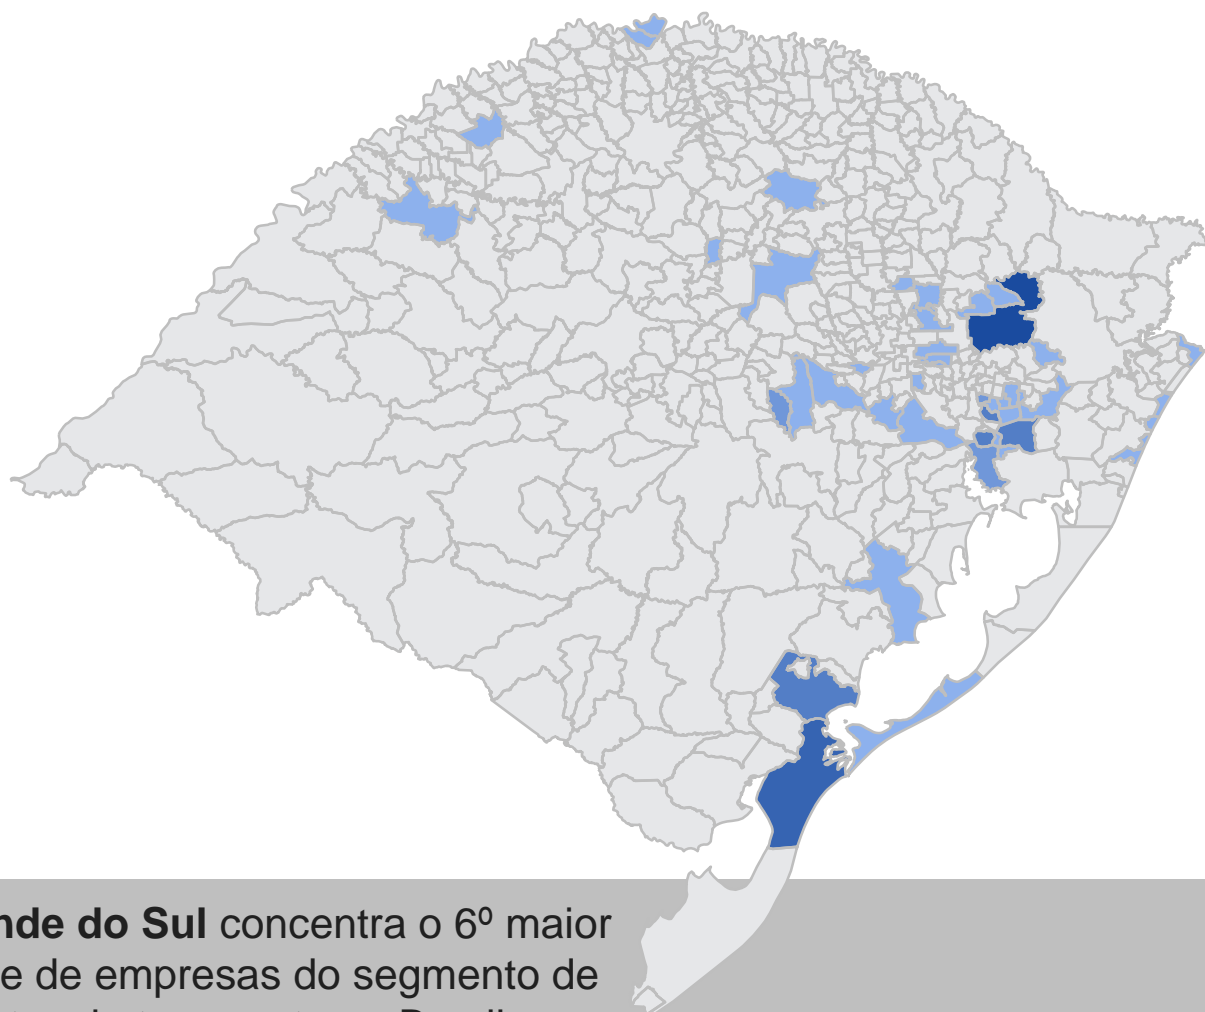 nde do Sul concentra o 6º maior
e de empresas do segmento de